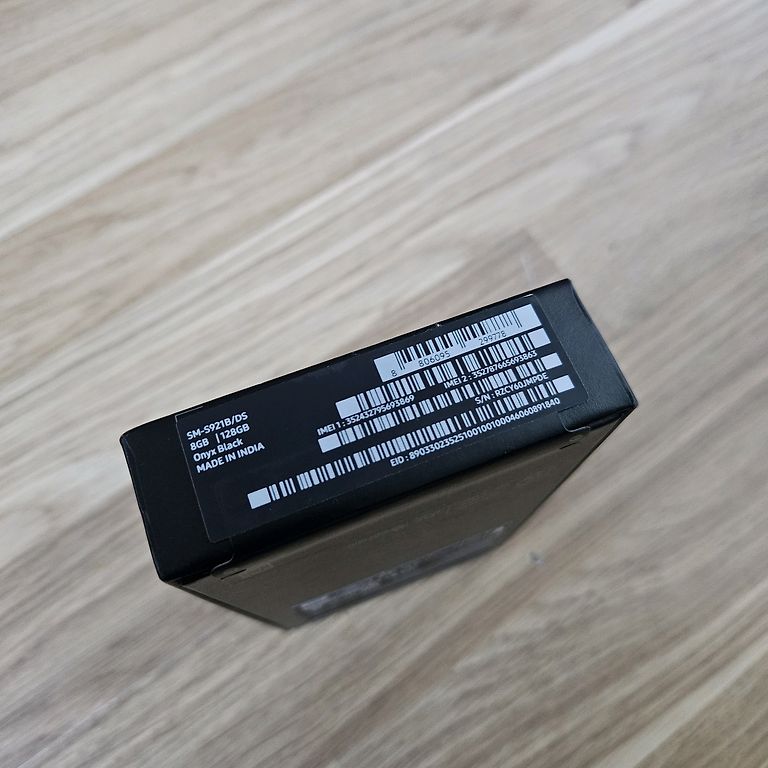 SM-S921B/DS
8GB | 128GB
Onyx Black
MADE IN INDIA
8 806095 299778
IMEI 1 : 352432795693869
IMEI 2 : 352787665693863
S/N : RZCY60JMPDE
EID : 89033023525100100100046060891840